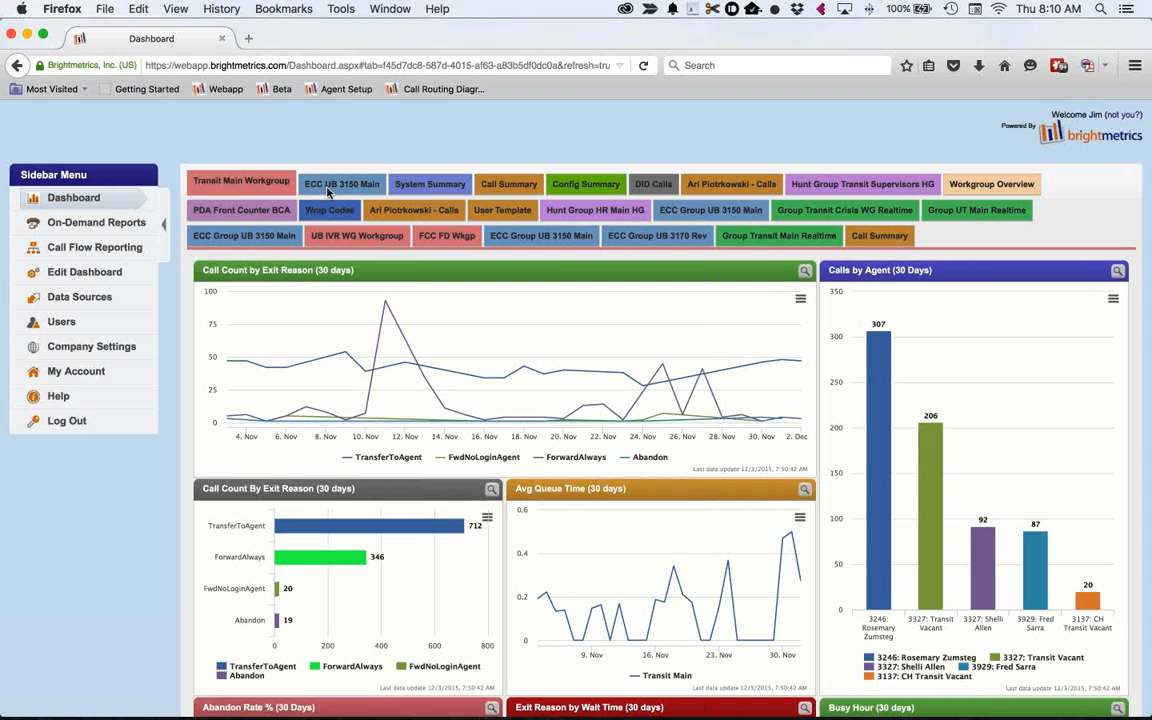 Firefox File Edit View History Bookmarks Tools Window Help 100% Thu 8:10 AM
Dashboard
Brightmetrics, Inc. (US) https://webapp.brightmetrics.com/Dashboard.aspx#tab=f45d7dc8-587d-4015-af63-a83b5df0dc0a&refresh=tru Search
Most Visited Getting Started Webapp Beta Agent Setup Call Routing Diagr...
Welcome Jim (not you?)
Powered By brightmetrics
Sidebar Menu
Dashboard
On-Demand Reports
Call Flow Reporting
Edit Dashboard
Data Sources
Users
Company Settings
My Account
Help
Log Out
Transit Main Workgroup ECC UB 3150 Main System Summary Call Summary Config Summary DID Calls Ari Piotrkowski - Calls Hunt Group Transit Supervisors HG Workgroup Overview
PDA Front Counter BCA Wrap Codes Ari Piotrkowski - Calls User Template Hunt Group HR Main HG ECC Group UB 3150 Main Group Transit Crisis WG Realtime Group UT Main Realtime
ECC Group UB 3150 Main UB IVR WG Workgroup FCC FD Wkgp ECC Group UB 3150 Main ECC Group UB 3170 Rev Group Transit Main Realtime Call Summary
Call Count by Exit Reason (30 days)
100
75
50
25
0
4. Nov 6. Nov 8. Nov 10. Nov 12. Nov 14. Nov 16. Nov 18. Nov 20. Nov 22. Nov 24. Nov 26. Nov 28. Nov 30. Nov 2. Dec
TransferToAgent FwdNoLoginAgent ForwardAlways Abandon
Last data update 12/3/2015, 7:50:42 AM
Calls by Agent (30 Days)
350
300
250
200
150
100
50
0
307
206
92
87
20
3246: Rosemary Zumsteg
3327: Transit Vacant
3327: Shelli Allen
3929: Fred Sarra
3137: CH Transit Vacant
3246: Rosemary Zumsteg 3327: Transit Vacant
3327: Shelli Allen 3929: Fred Sarra
3137: CH Transit Vacant
Last data update 12/3/2015, 7:50:42 AM
Call Count By Exit Reason (30 days)
TransferToAgent 712
ForwardAlways 346
FwdNoLoginAgent 20
Abandon 19
0 200 400 600 800
TransferToAgent ForwardAlways FwdNoLoginAgent
Abandon
Last data update 12/3/2015, 7:50:42 AM
Avg Queue Time (30 days)
0.6
0.4
0.2
0
9. Nov 16. Nov 23. Nov 30. Nov
Transit Main
Last data update 12/3/2015, 7:50:42 AM
Abandon Rate % (30 Days)
Exit Reason by Wait Time (30 days)
Busy Hour (30 days)